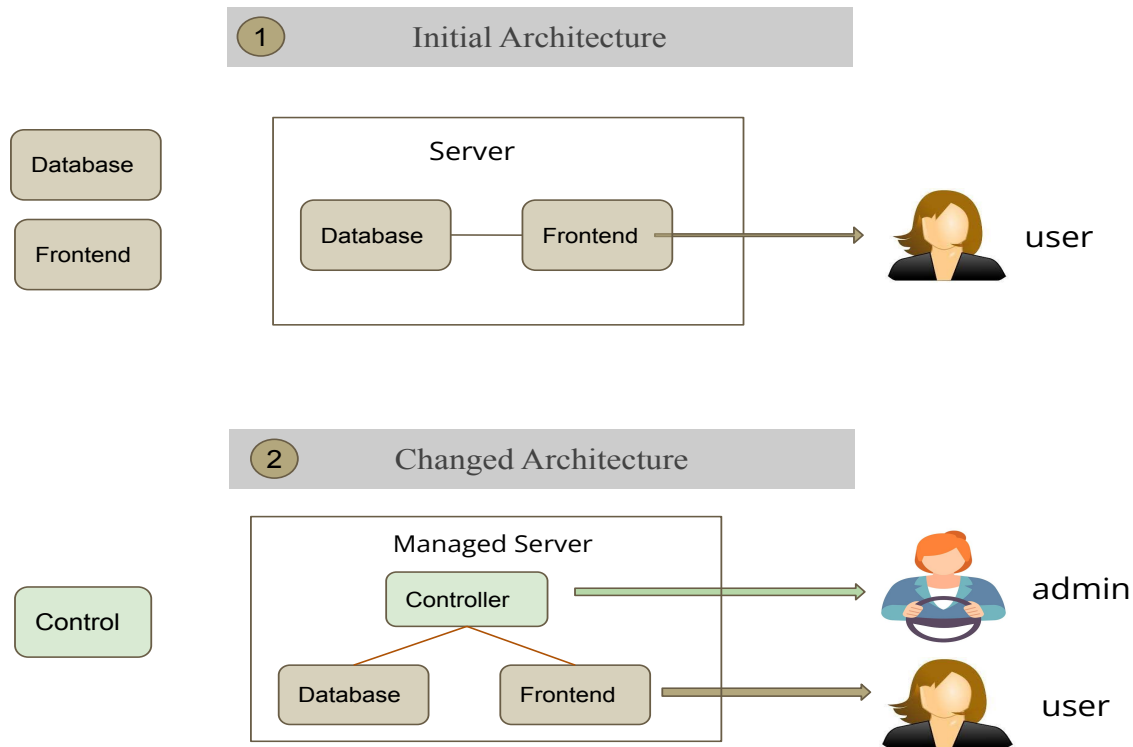 1 Initial Architecture
Database
Frontend
Server
Database
Frontend
user
2 Changed Architecture
Control
Managed Server
Controller
Database
Frontend
admin
user